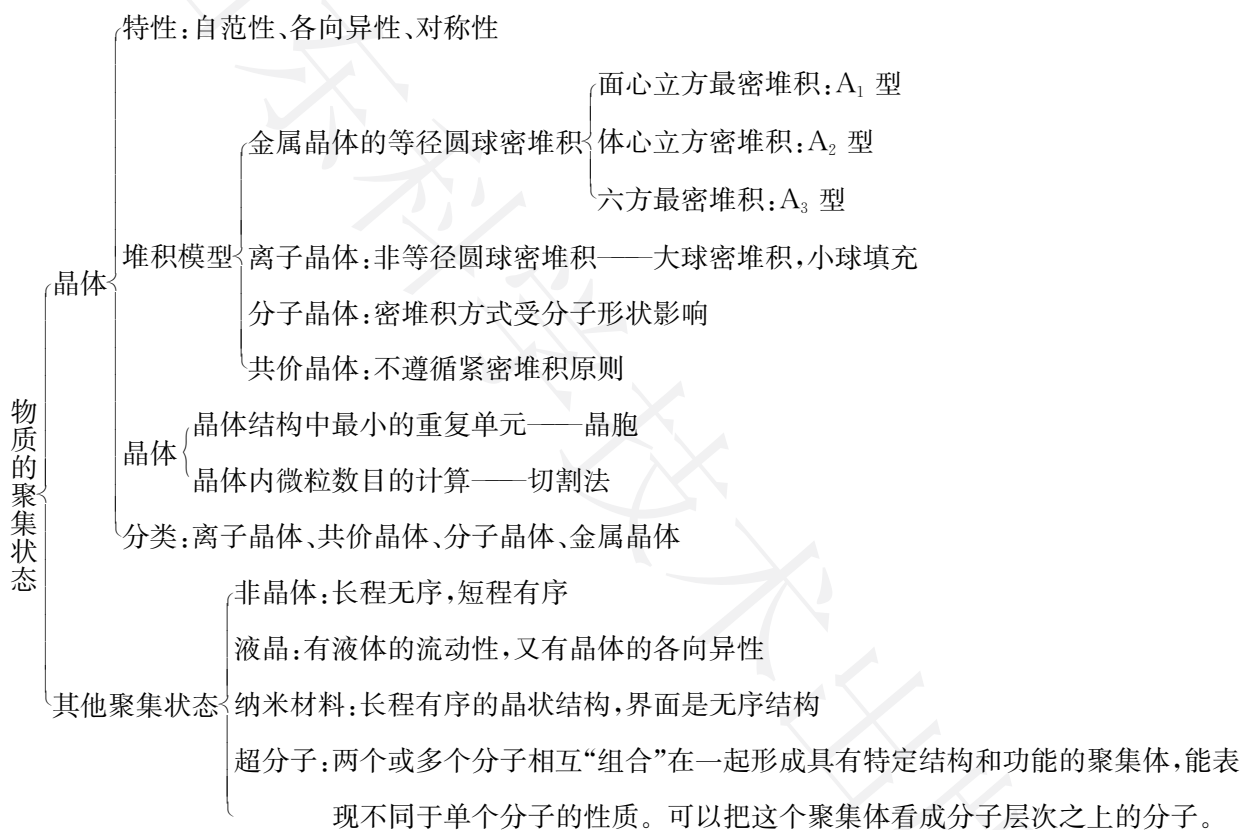 特性:自范性、各向异性、对称性
面心立方最密堆积:A₁ 型
金属晶体的等径圆球密堆积
体心立方密堆积:A₂ 型
六方最密堆积:A₃ 型
堆积模型
离子晶体:非等径圆球密堆积——大球密堆积,小球填充
晶体
分子晶体:密堆积方式受分子形状影响
共价晶体:不遵循紧密堆积原则
物质的聚集状态
晶体结构中最小的重复单元——晶胞
晶体
晶体内微粒数目的计算——切割法
分类:离子晶体、共价晶体、分子晶体、金属晶体
非晶体:长程无序,短程有序
液晶:有液体的流动性,又有晶体的各向异性
其他聚集状态
纳米材料:长程有序的晶状结构,界面是无序结构
超分子:两个或多个分子相互“组合”在一起形成具有特定结构和功能的聚集体,能表
现不同于单个分子的性质。可以把这个聚集体看成分子层次之上的分子。